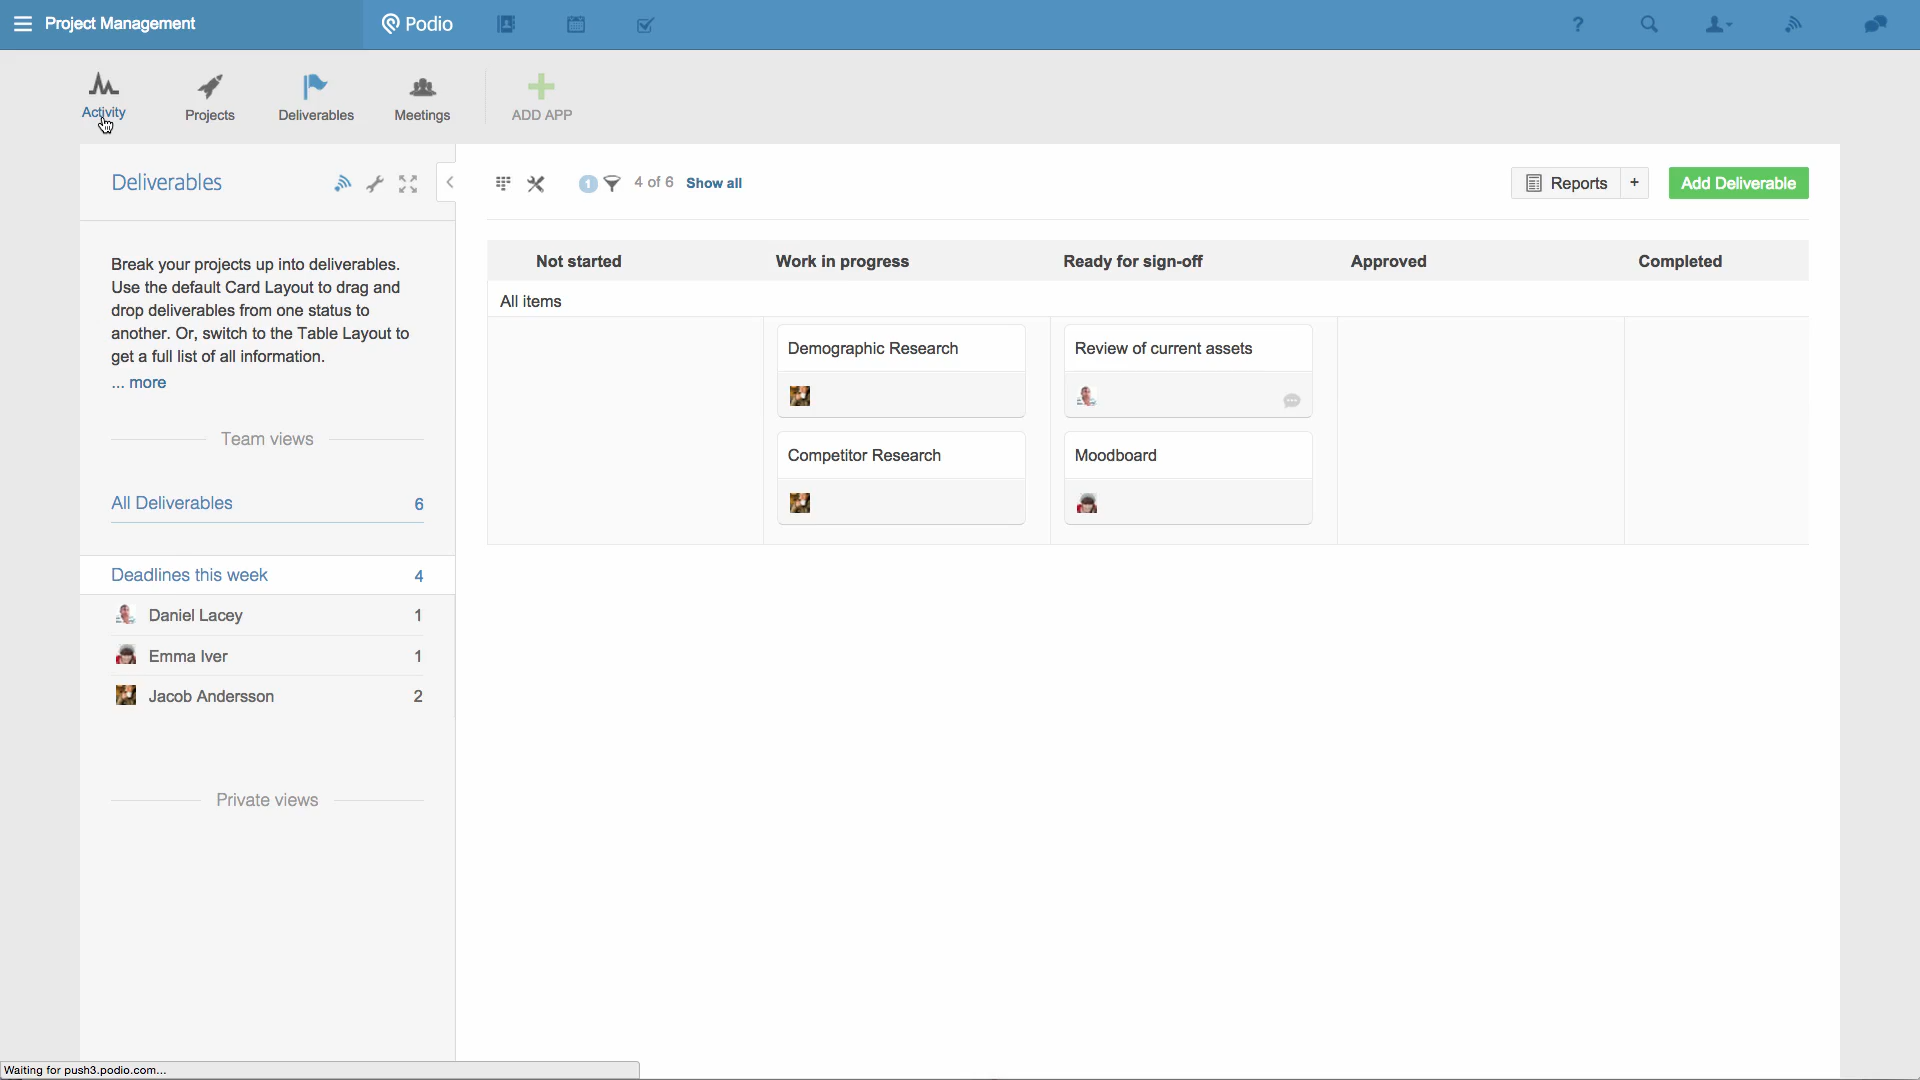 Project Management
Podio
?
Activity
Projects
Deliverables
Meetings
ADD APP
Deliverables
1
4 of 6 Show all
Reports
+
Add Deliverable
Break your projects up into deliverables.
Use the default Card Layout to drag and
drop deliverables from one status to
another. Or, switch to the Table Layout to
get a full list of all information.
... more
Team views
All Deliverables 6
Deadlines this week 4
Daniel Lacey 1
Emma Iver 1
Jacob Andersson 2
Private views
Not started
Work in progress
Ready for sign-off
Approved
Completed
All items
Demographic Research
Review of current assets
Competitor Research
Moodboard
Waiting for push3.podio.com...